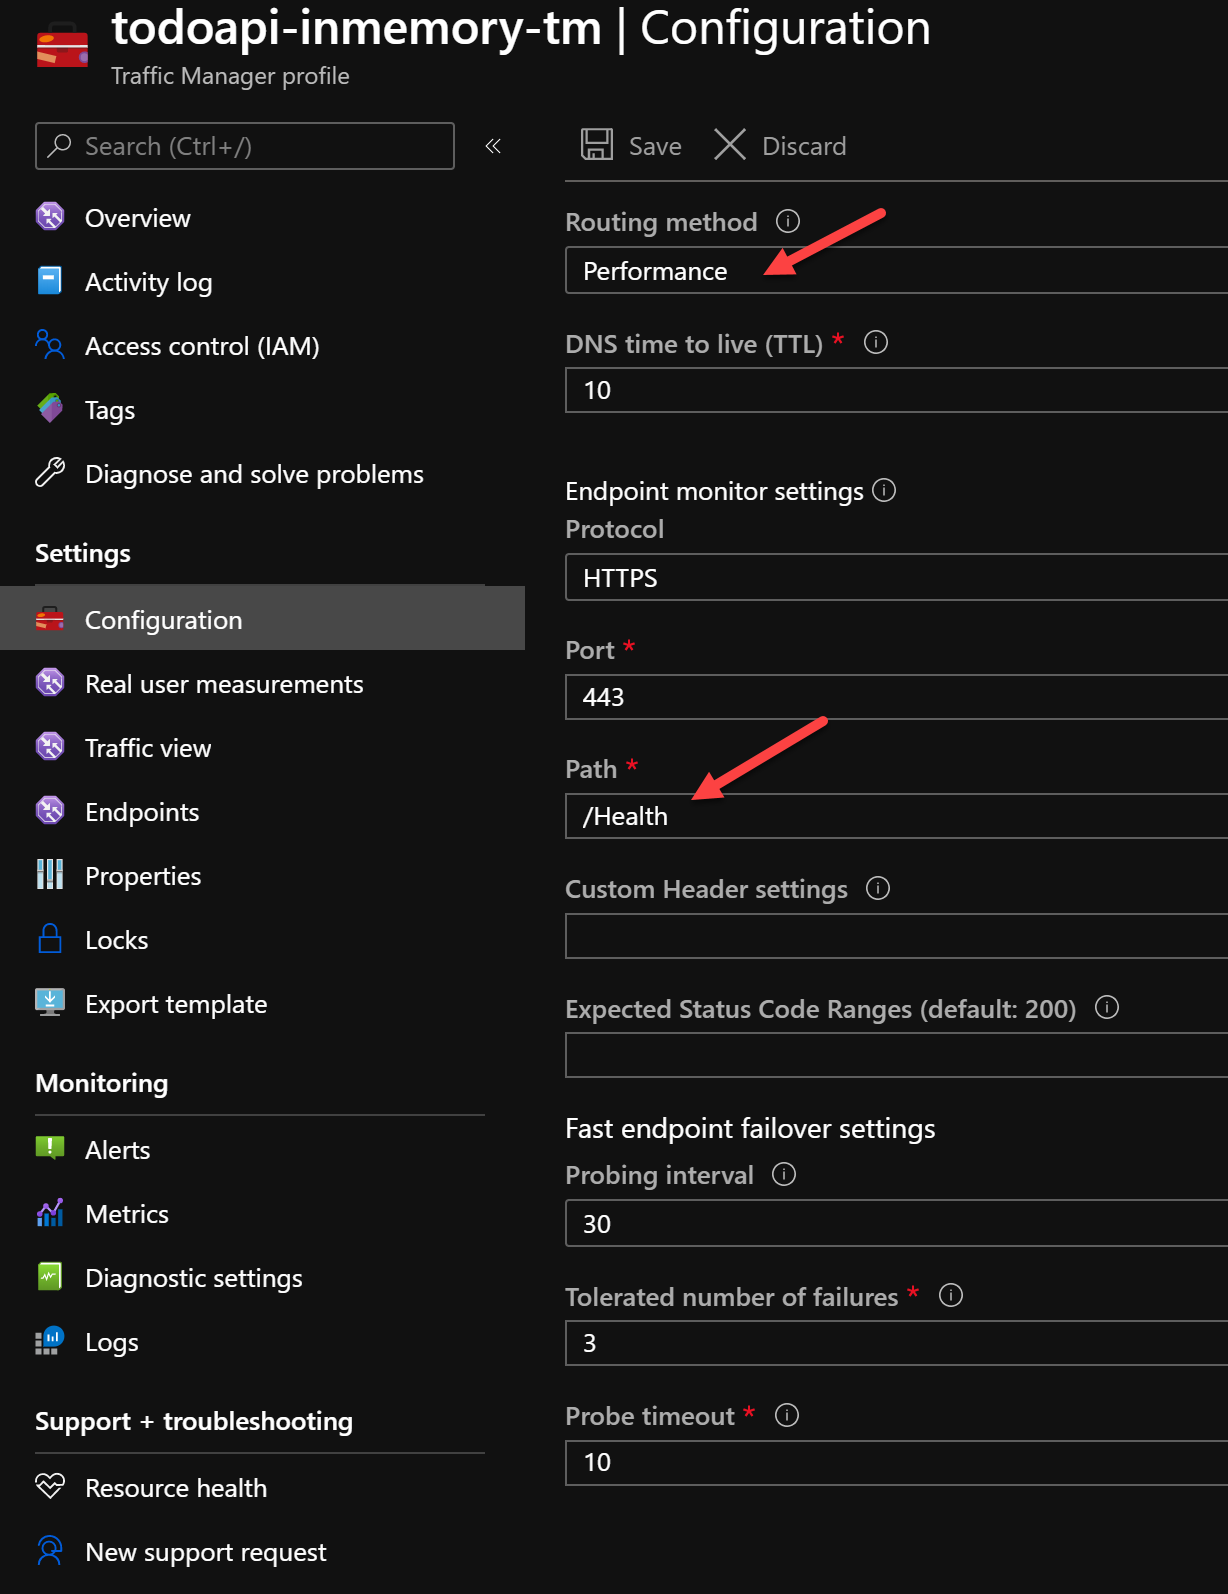 todoapi-inmemory-tm | Configuration
Traffic Manager profile
Search (Ctrl+/)
«
Overview
Activity log
Access control (IAM)
Tags
Diagnose and solve problems
Settings
Configuration
Real user measurements
Traffic view
Endpoints
Properties
Locks
Export template
Monitoring
Alerts
Metrics
Diagnostic settings
Logs
Support + troubleshooting
Resource health
New support request
Save Discard
Routing method
Performance
DNS time to live (TTL) *
10
Endpoint monitor settings
Protocol
HTTPS
Port *
443
Path *
/Health
Custom Header settings
Expected Status Code Ranges (default: 200)
Fast endpoint failover settings
Probing interval
30
Tolerated number of failures *
3
Probe timeout *
10